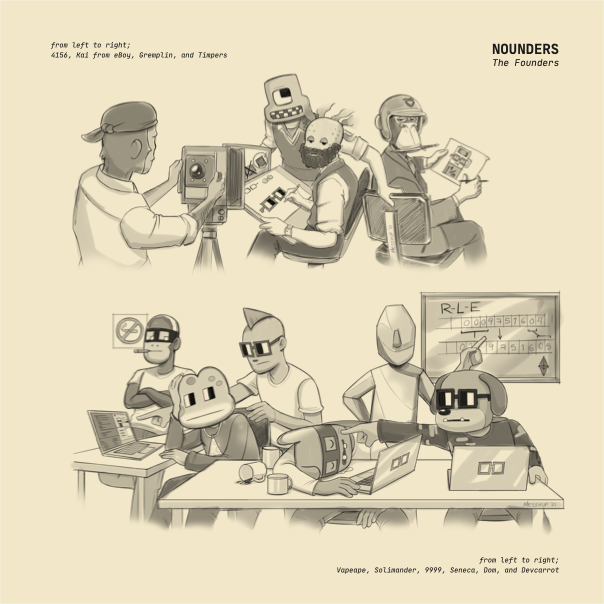 from left to right;
4156, Kai from eBoy, Gremplin, and Timpers
NOUNDERS
The Founders
R-L-E
from left to right;
Vapeape, Solimander, 9999, Seneca, Dom, and Devcarrot